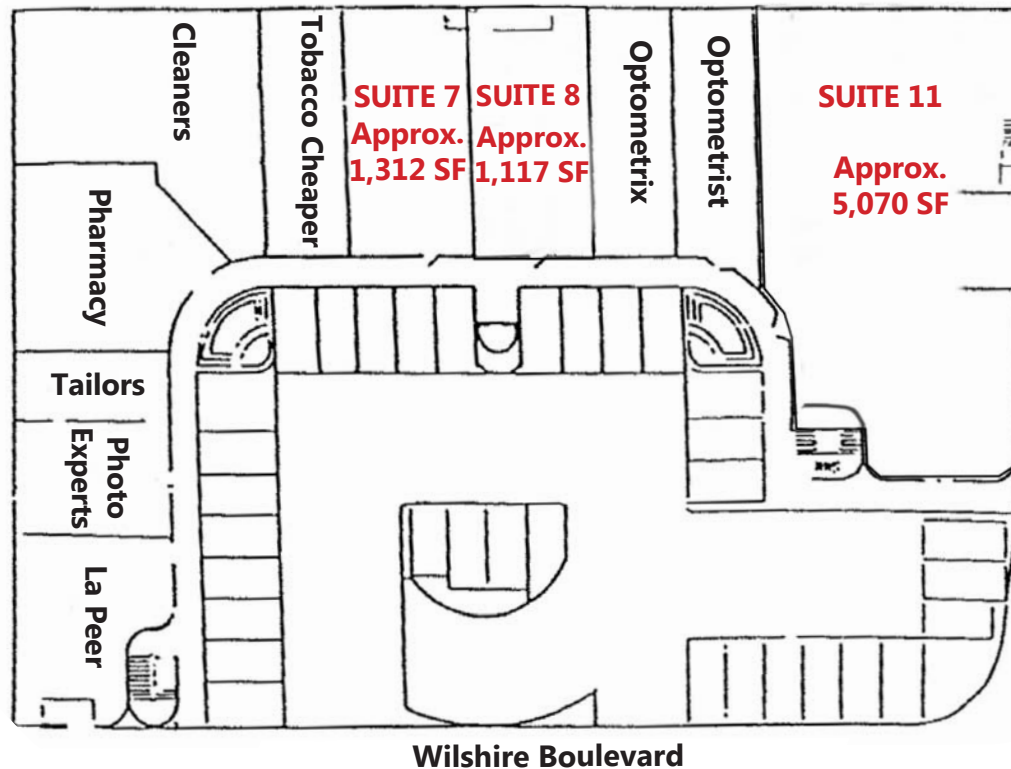 Cleaners
Tobacco Cheaper
SUITE 7
Approx.
1,312 SF
SUITE 8
Approx.
1,117 SF
Optometrix
Optometrist
SUITE 11
Approx.
5,070 SF
Pharmacy
Tailors
Photo
Experts
La Peer
Wilshire Boulevard